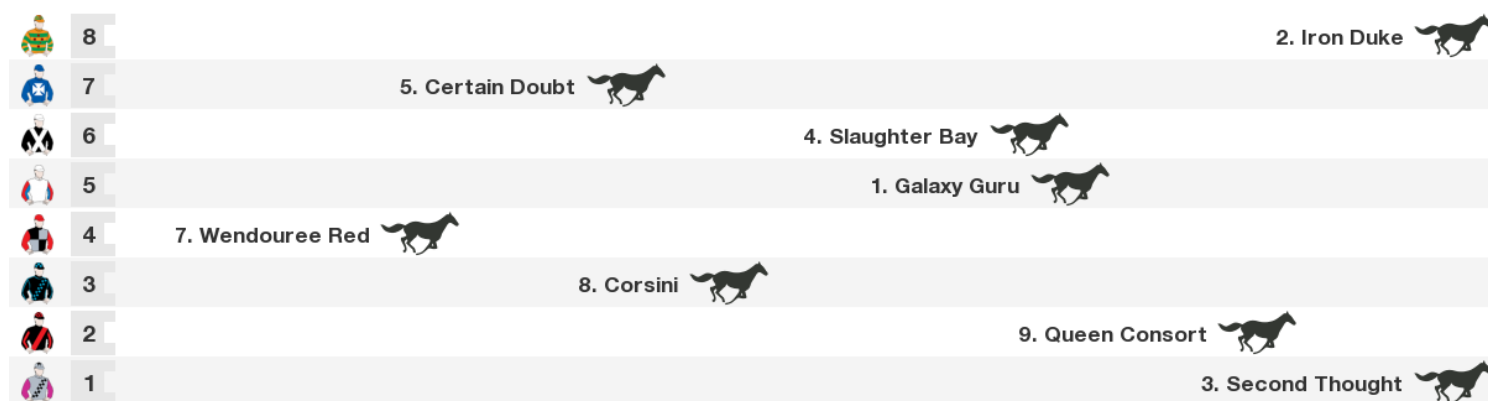 8 2. Iron Duke
7 5. Certain Doubt
6 4. Slaughter Bay
5 1. Galaxy Guru
4 7. Wendouree Red
3 8. Corsini
2 9. Queen Consort
1 3. Second Thought